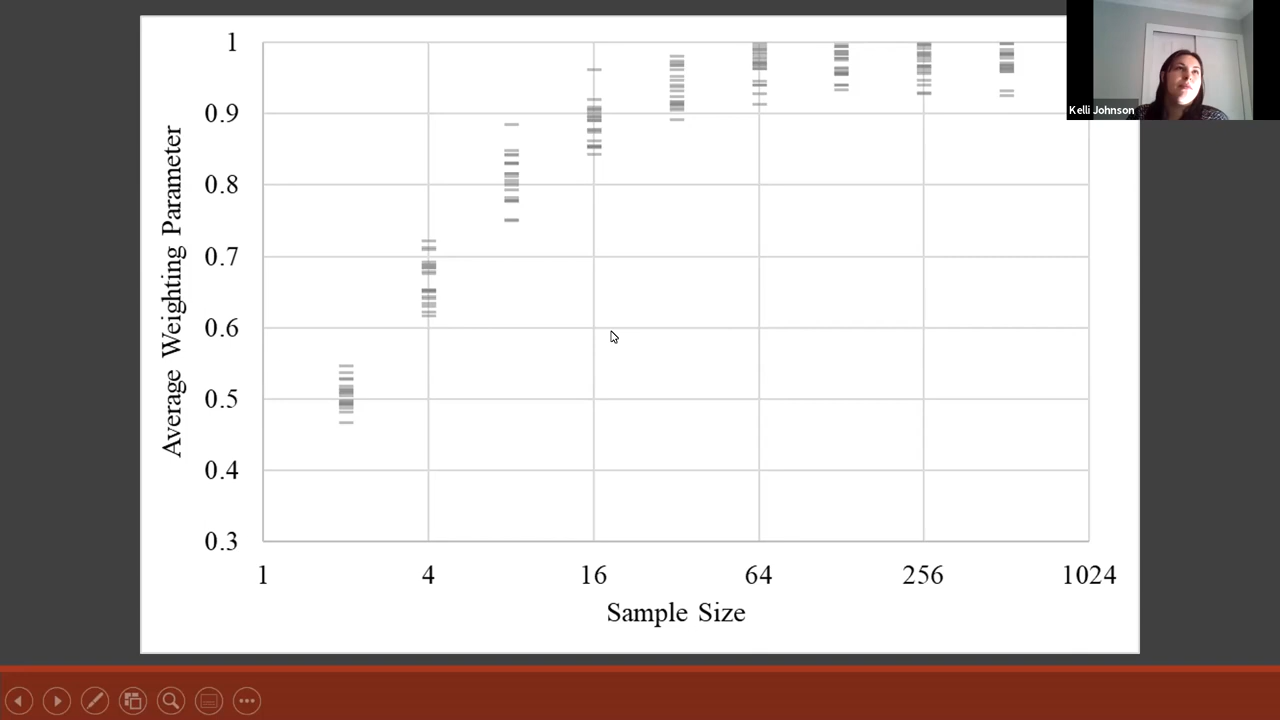 1
0.9
0.8
0.7
0.6
0.5
0.4
0.3
Average Weighting Parameter
1 4 16 64 256 1024
Sample Size
Kelli Johnson